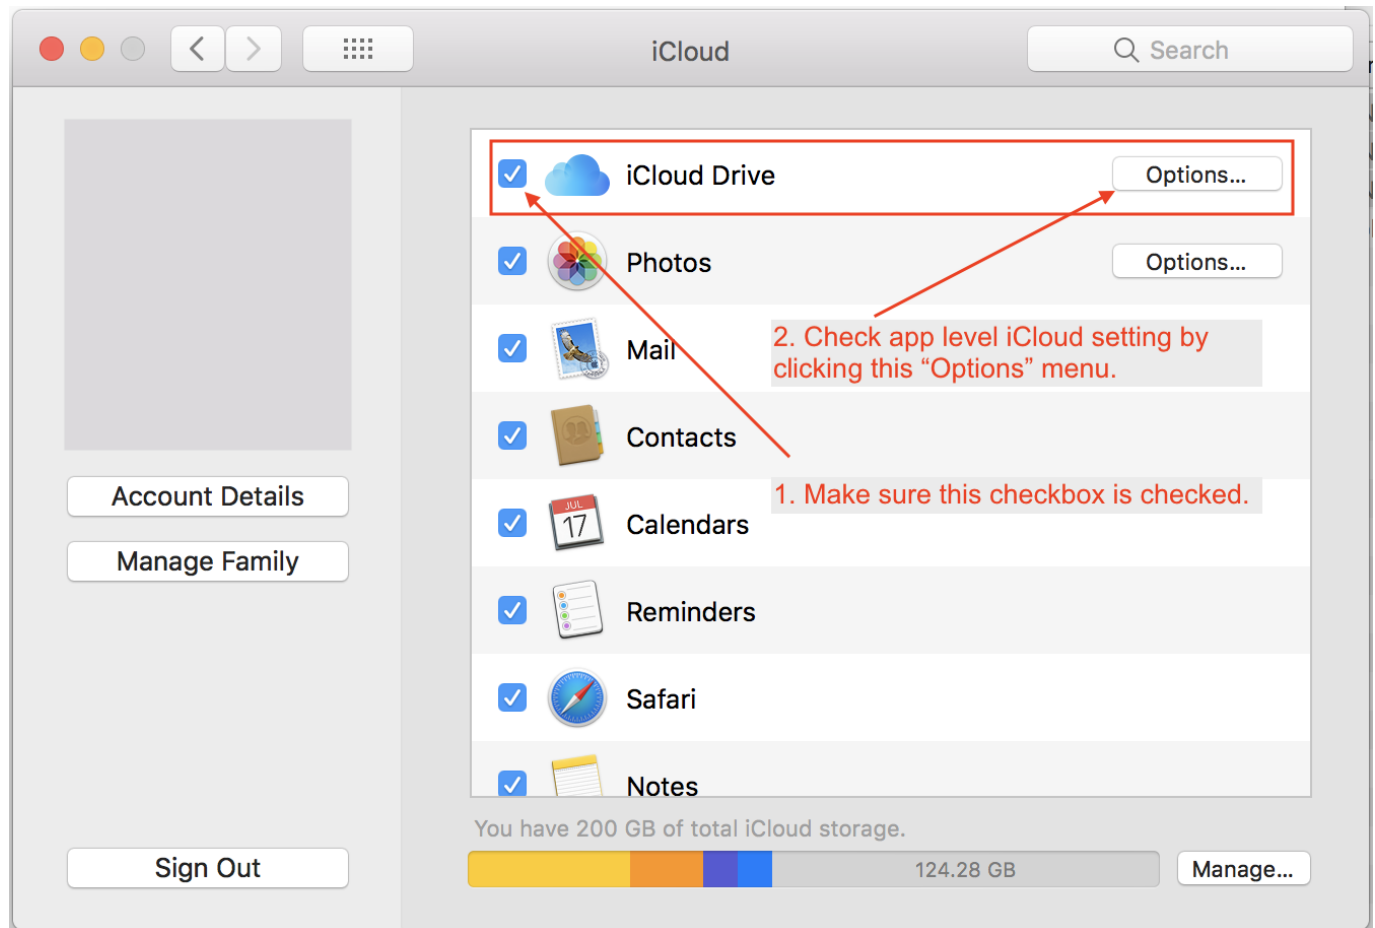 iCloud
Search
iCloud Drive
Options...
Photos
Options...
2. Check app level iCloud setting by
clicking this “Options” menu.
Mail
Contacts
1. Make sure this checkbox is checked.
Account Details
JUL
17
Calendars
Manage Family
Reminders
Safari
Notes
You have 200 GB of total iCloud storage.
Sign Out
124.28 GB
Manage...